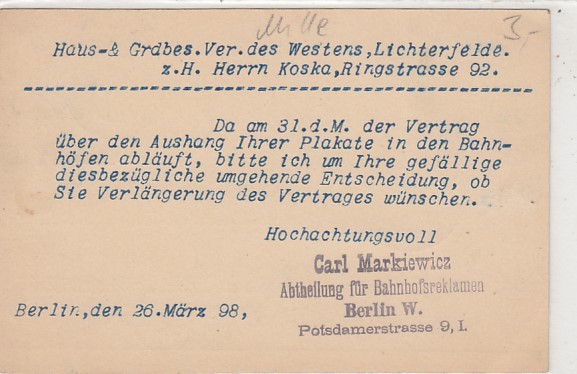 3,-
Haus-& Grdbes.Ver.des Westens,Lichterfelde.
z.H. Herrn Koska,Ringstrasse 92.
Da am 31.d.M. der Vertrag
über den Aushang Ihrer Plakate in den Bahn-
höfen abläuft, bitte ich um Ihre gefällige
diesbezügliche umgehende Entscheidung, ob
Sie Verlängerung des Vertrages wünschen.
Hochachtungsvoll
Carl Markiewicz
Abtheilung für Bahnhofsreklamen
Berlin W.
Potsdamerstrasse 9, I.
Berlin,den 26.März 98,